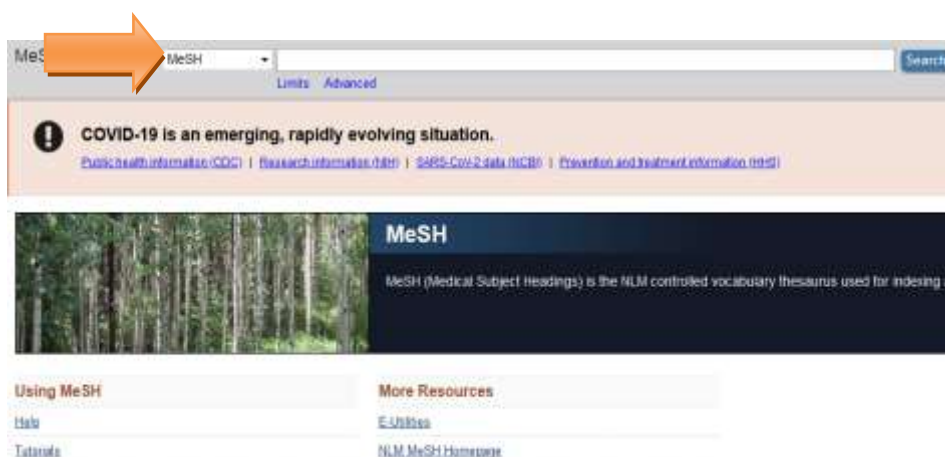 MeS MeSH Search
Limits Advanced
COVID-19 is an emerging, rapidly evolving situation.
Public health information (CDC) | Research information (NIH) | SARS-CoV-2 data (NCBI) | Prevention and treatment information (HHS)
MeSH
MeSH (Medical Subject Headings) is the NLM controlled vocabulary thesaurus used for indexing
Using MeSH More Resources
Help E-Utilities
Tutorials NLM MeSH Homepage